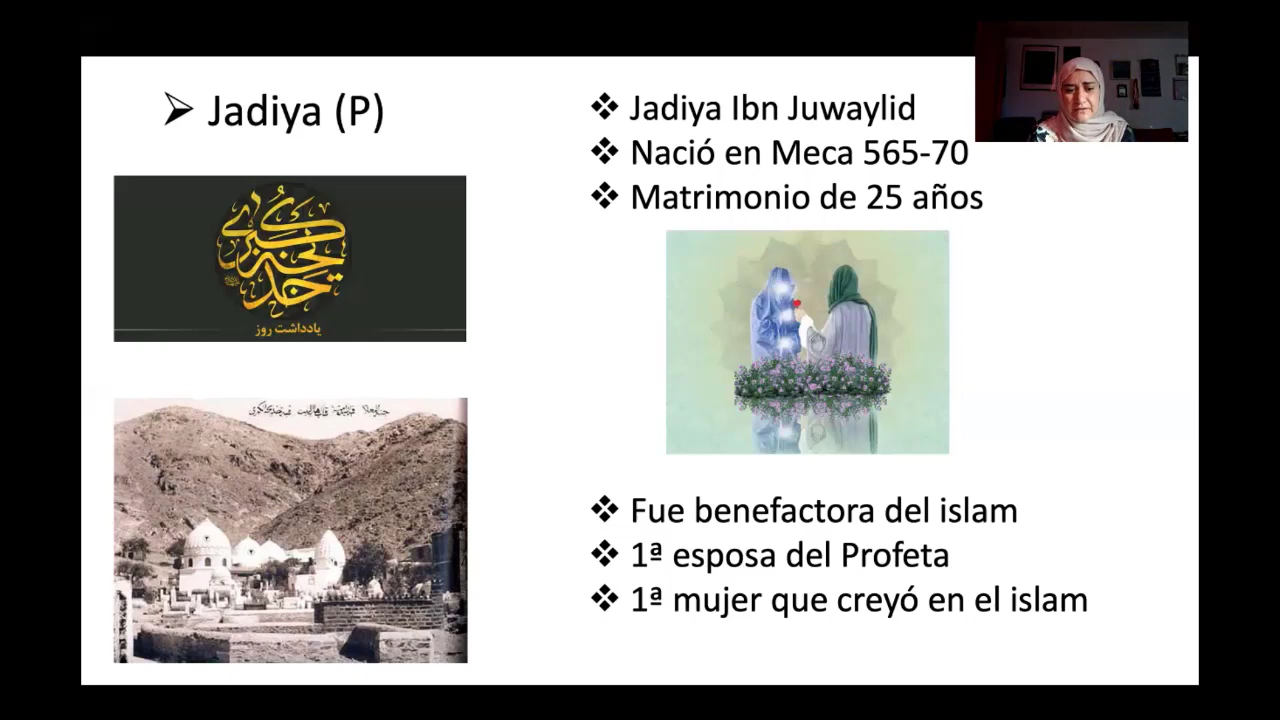 ➢ Jadiya (P)
خدیجه کبری
یادداشت روز
❖ Jadiya Ibn Juwaylid
❖ Nació en Meca 565-70
❖ Matrimonio de 25 años
❖ Fue benefactora del islam
❖ 1ª esposa del Profeta
❖ 1ª mujer que creyó en el islam